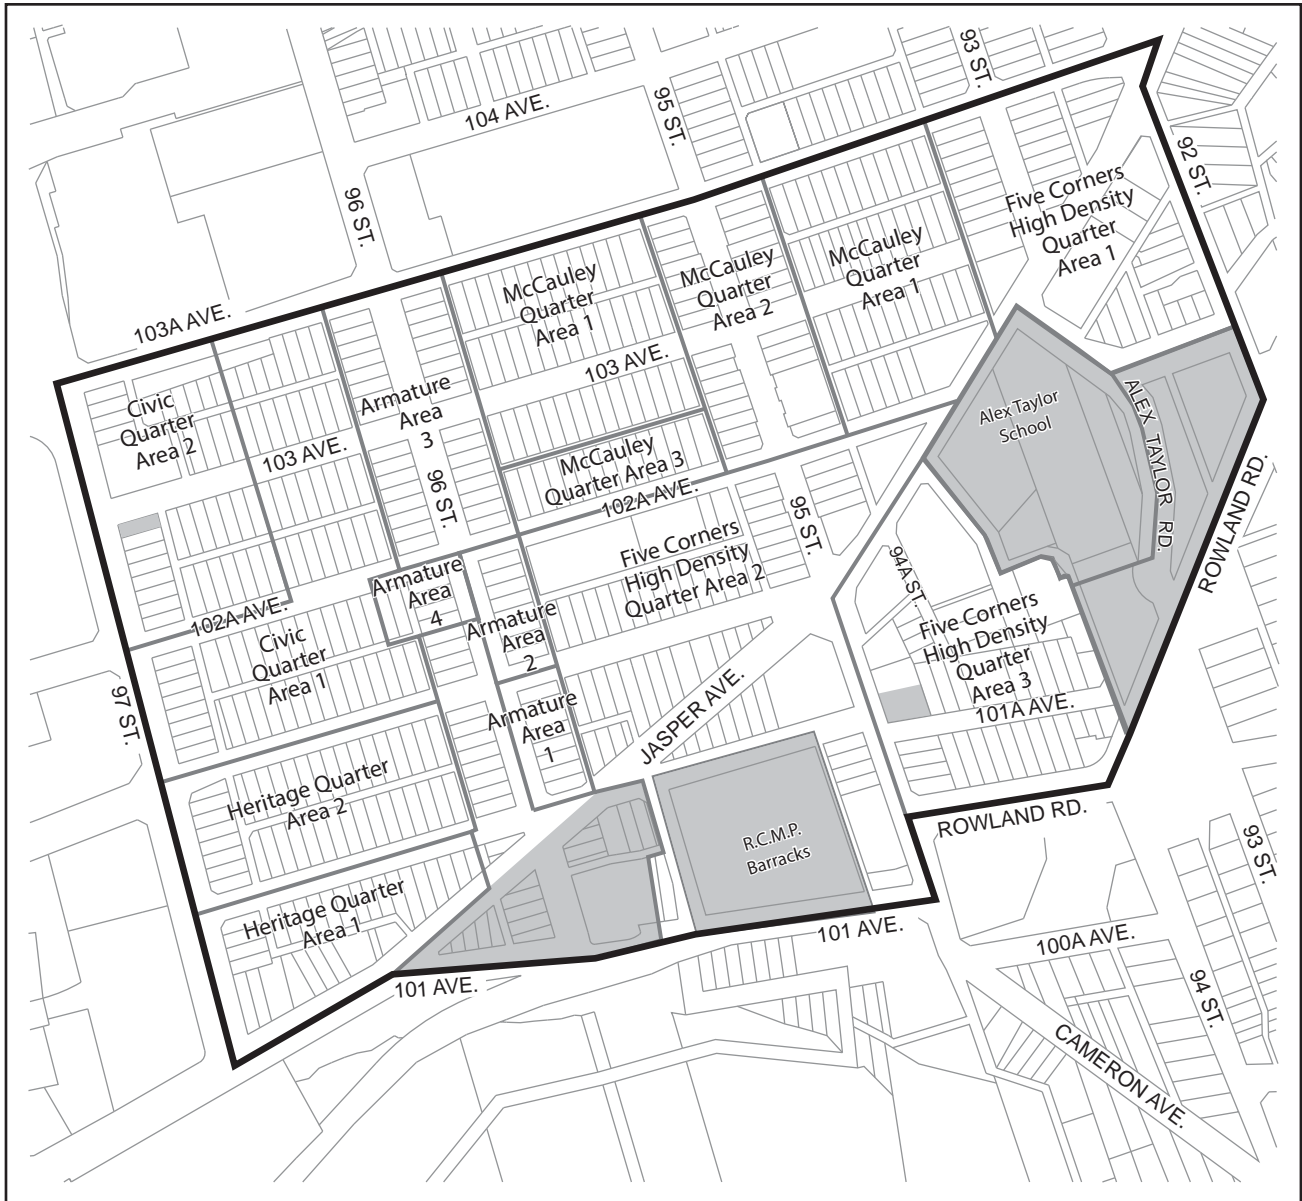 93 ST.
104 AVE.
95 ST.
92 ST.
96 ST.
Five Corners
High Density
Quarter
Area 1
McCauley
Quarter
Area 1
McCauley
Quarter
Area 2
McCauley
Quarter
Area 1
103A AVE.
103 AVE.
Civic
Quarter
Area 2
Armature
Area
3
Alex Taylor
School
ALEX TAYLOR RD.
103 AVE.
McCauley
Quarter Area 3
96 ST.
102A AVE.
95 ST.
ROWLAND RD.
Five Corners
High Density
Quarter Area 2
94A ST.
Armature
Area
4
102A AVE.
Armature
Area
2
Civic
Quarter
Area 1
Five Corners
High Density
Quarter
Area 3
97 ST.
101A AVE.
Armature
Area
1
JASPER AVE.
Heritage Quarter
Area 2
ROWLAND RD.
R.C.M.P.
Barracks
93 ST.
Heritage Quarter
Area 1
101 AVE.
100A AVE.
101 AVE.
94 ST.
CAMERON AVE.